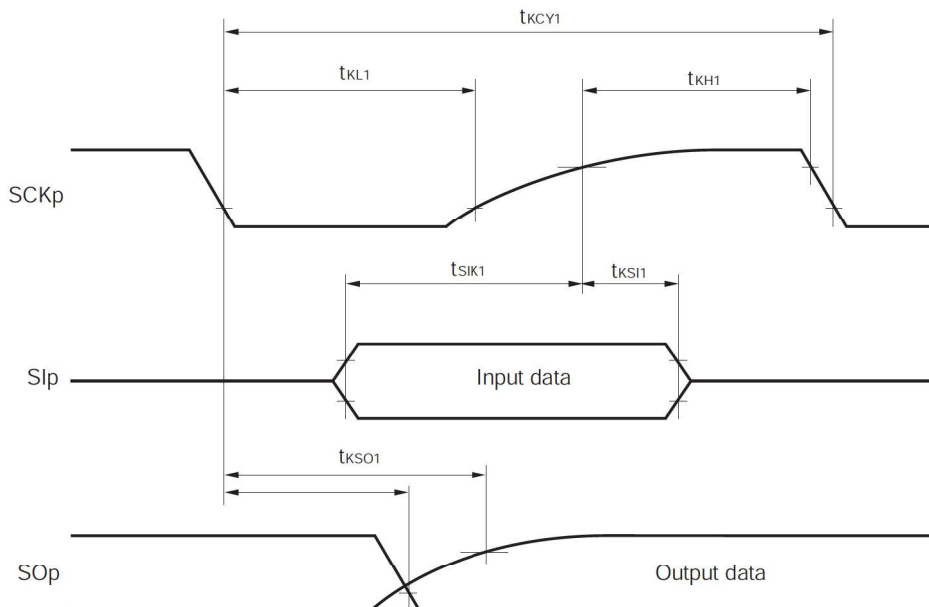 tKCY1
tKL1
tKH1
SCKp
tSIK1
tKSI1
SIp
Input data
tKSO1
SOp
Output data